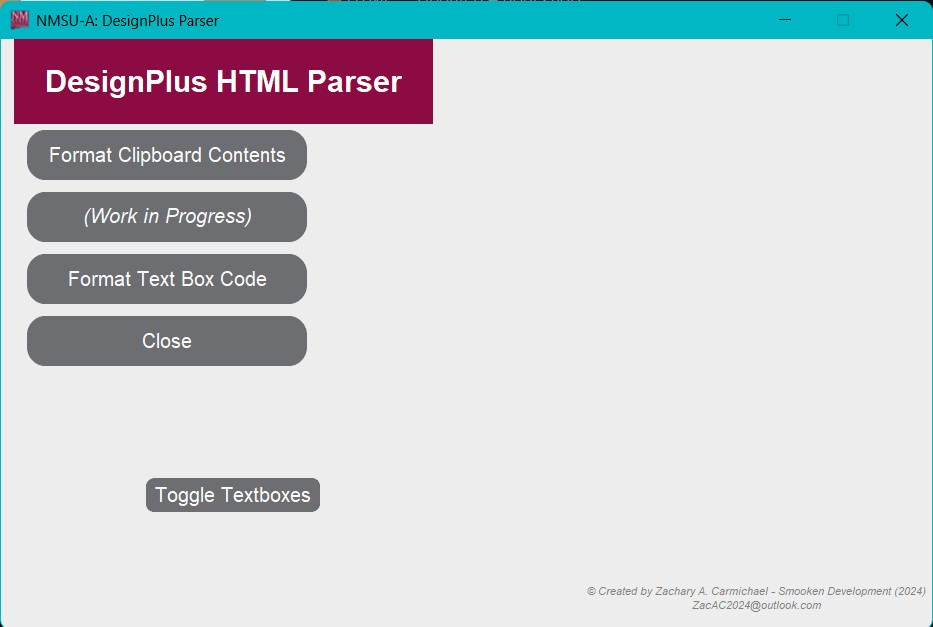 NM
NMSU-A: DesignPlus Parser
DesignPlus HTML Parser
Format Clipboard Contents
(Work in Progress)
Format Text Box Code
Close
Toggle Textboxes
© Created by Zachary A. Carmichael - Smooken Development (2024)
ZacAC2024@outlook.com